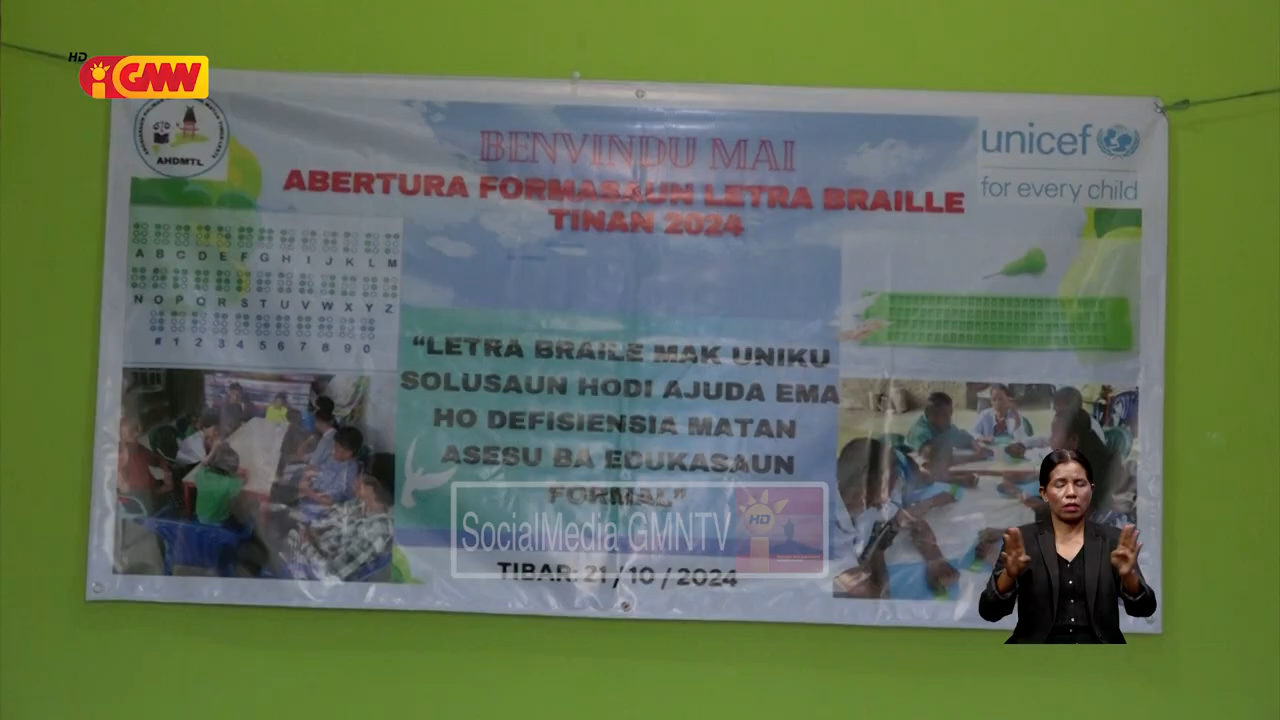 HD
GMN
AHDMTL
BENVINDU MAI
ABERTURA FORMASAUN LETRA BRAILLE
TINAN 2024
unicef
for every child
A B C D E F G H I J K L M
N O P Q R S T U V W X Y Z
# 1 2 3 4 5 6 7 8 9 0
“LETRA BRAILE MAK UNIKU
SOLUSAUN HODI AJUDA EMA
HO DEFISIENSIA MATAN
ASESU BA EDUKASAUN
FORMAL”
SocialMedia GMNTV
HD
TIBAR: 21 / 10 / 2024